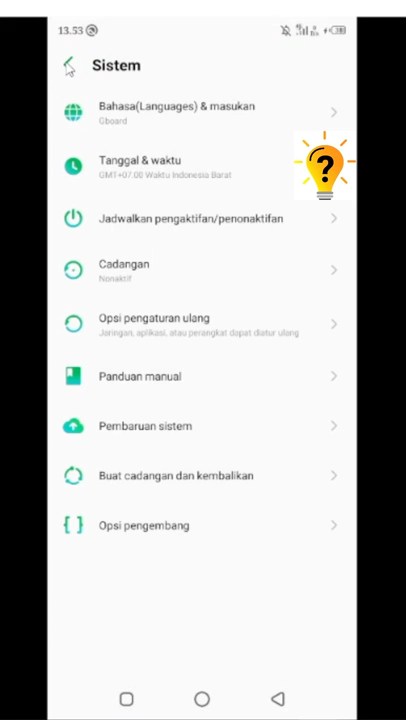 13.53
Sistem
Bahasa(Languages) & masukan
Gboard
Tanggal & waktu
GMT+07.00 Waktu Indonesia Barat
?
Jadwalkan pengaktifan/penonaktifan
Cadangan
Nonaktif
Opsi pengaturan ulang
Jaringan, aplikasi, atau perangkat dapat diatur ulang
Panduan manual
Pembaruan sistem
Buat cadangan dan kembalikan
{ } Opsi pengembang